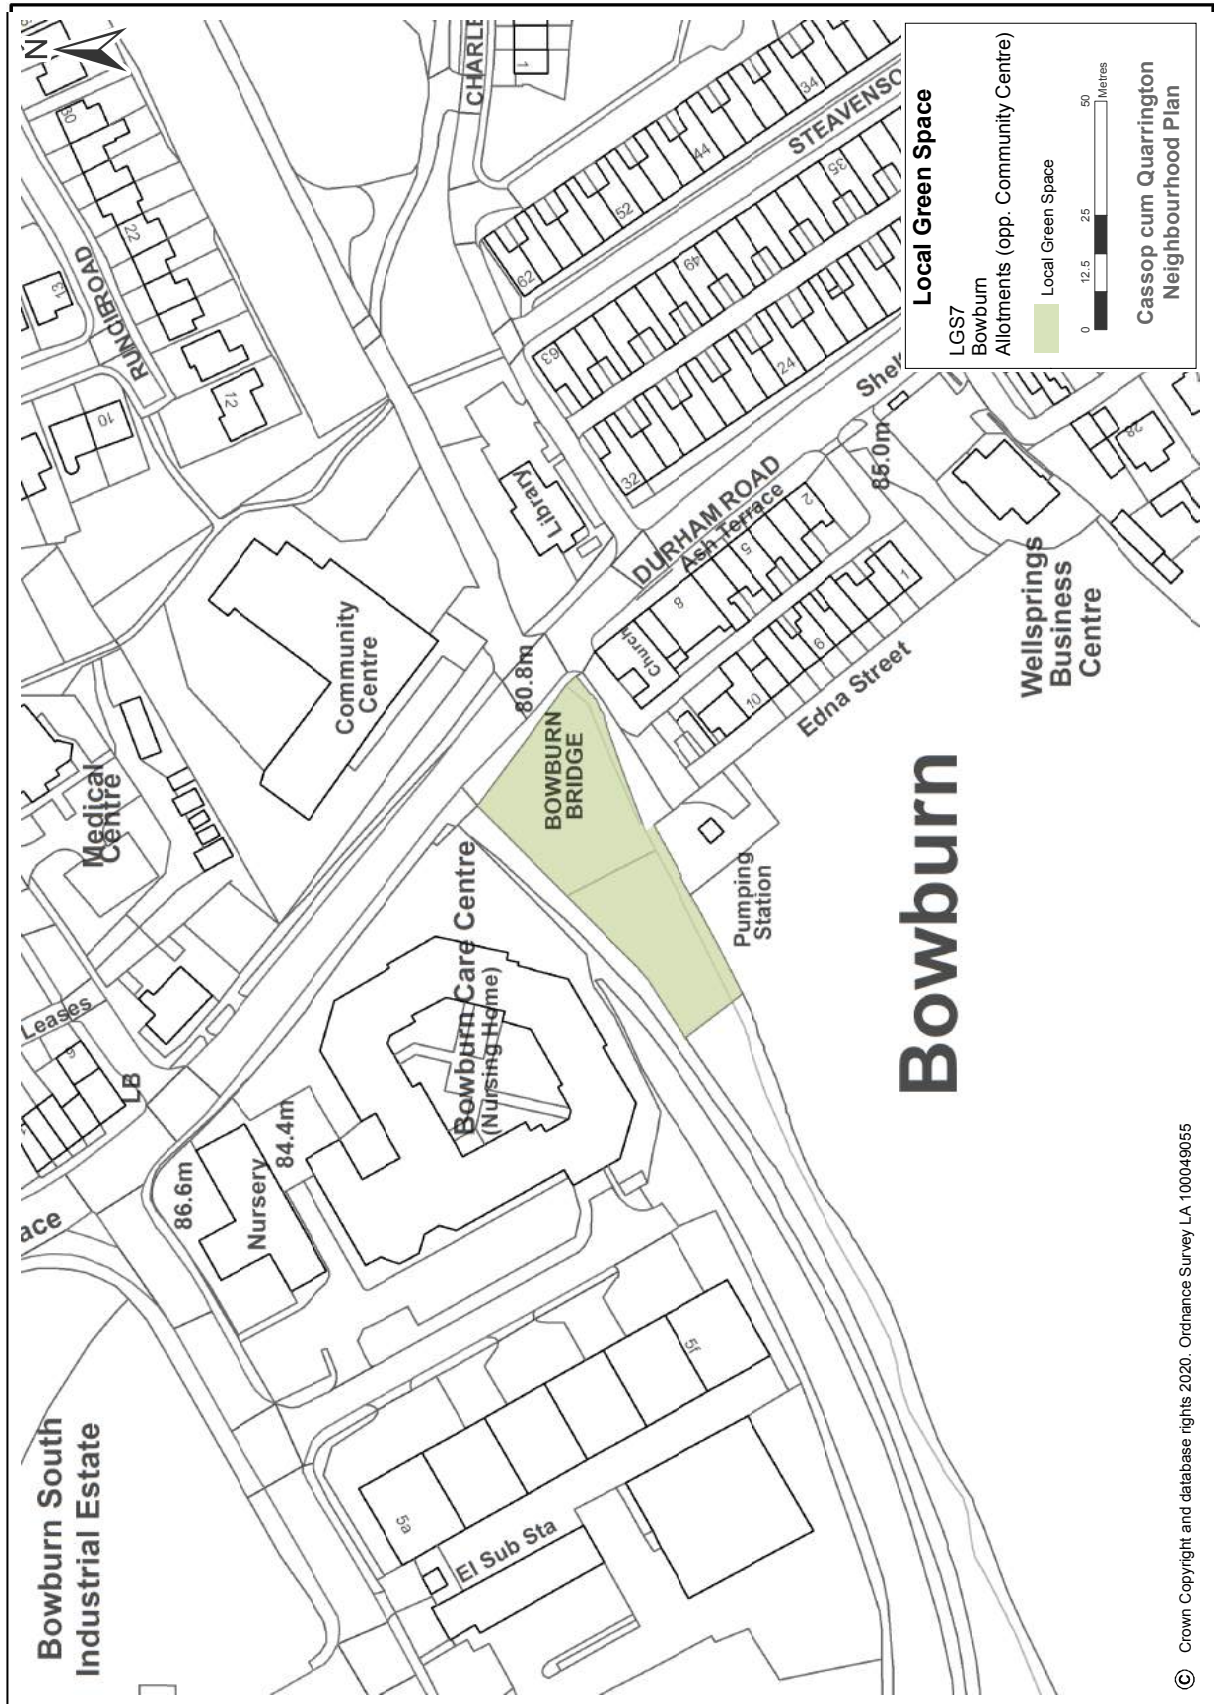 Bowburn South
Industrial Estate
ace
86.6m
Nursery
84.4m
5a
5f
El Sub Sta
LB
Leases
Medical
Centre
Bowburn Care Centre
(Nursing Home)
Community
Centre
BOWBURN
BRIDGE
80.8m
Pumping
Station
Library
RUNCIE ROAD
10
12
13
22
30
N
CHARLE
1
62
52
44
34
STEAVENSO
63
49
35
32
24
DURHAM ROAD
Ash Terrace
Church
8
5
2
10
9
1
Edna Street
Shel
85.0m
28
Wellsprings
Business
Centre
Bowburn
Local Green Space
LGS7
Bowburn
Allotments (opp. Community Centre)
Local Green Space
0 12.5 25 50
Metres
Cassop cum Quarrington
Neighbourhood Plan
© Crown Copyright and database rights 2020. Ordnance Survey LA 100049055